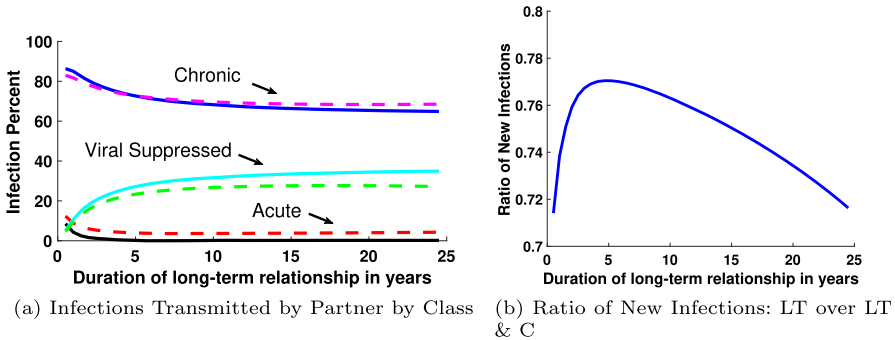 100
80
60
40
20
0
0
5
10
15
20
25
Infection Percent
Chronic
Viral Suppressed
Acute
Duration of long-term relationship in years
(a) Infections Transmitted by Partner by Class
0.8
0.78
0.76
0.74
0.72
0.7
0
5
10
15
20
25
Ratio of New Infections
Duration of long-term relationship in years
(b) Ratio of New Infections: LT over LT
& C